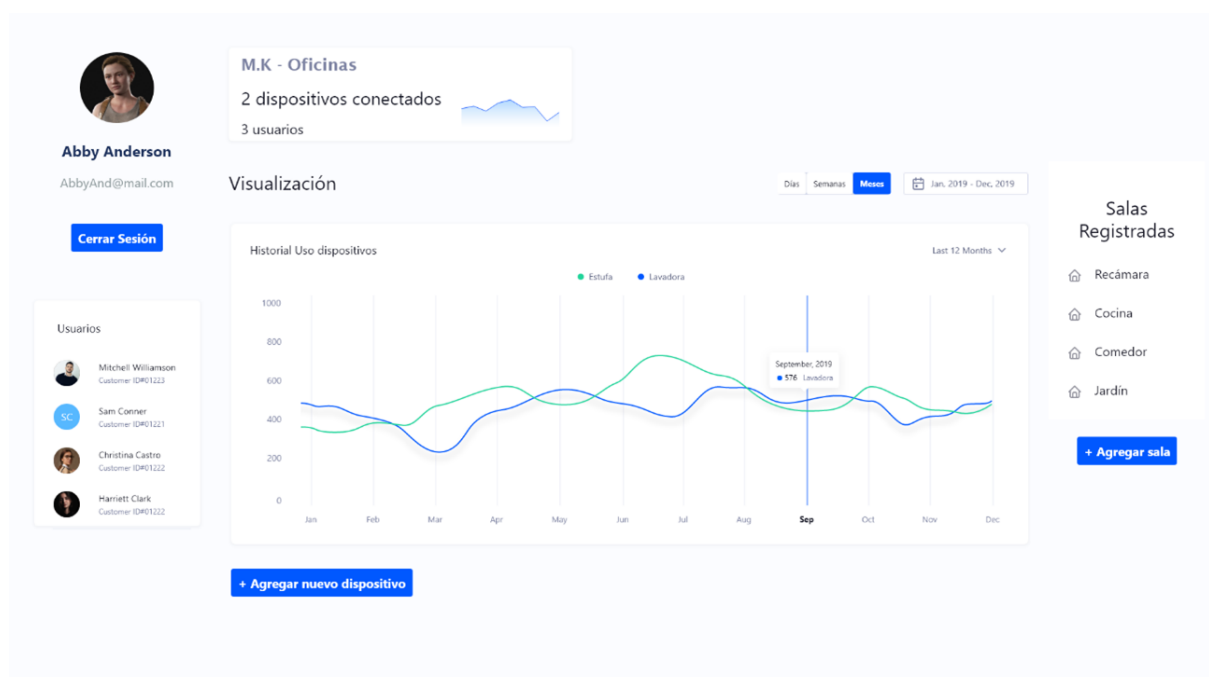 Abby Anderson
AbbyAnd@mail.com
Cerrar Sesión
Usuarios
Mitchell Williamson
Customer ID#01223
SC
Sam Conner
Customer ID#01221
Christina Castro
Customer ID#01222
Harriett Clark
Customer ID#01222
M.K - Oficinas
2 dispositivos conectados
3 usuarios
Visualización
Días Semanas Meses
Jan, 2019 - Dec, 2019
Historial Uso dispositivos
Last 12 Months
Estufa Lavadora
1000
800
600
400
200
0
September, 2019
576 Lavadora
Jan Feb Mar Apr May Jun Jul Aug Sep Oct Nov Dec
+ Agregar nuevo dispositivo
Salas
Registradas
Recámara
Cocina
Comedor
Jardín
+ Agregar sala